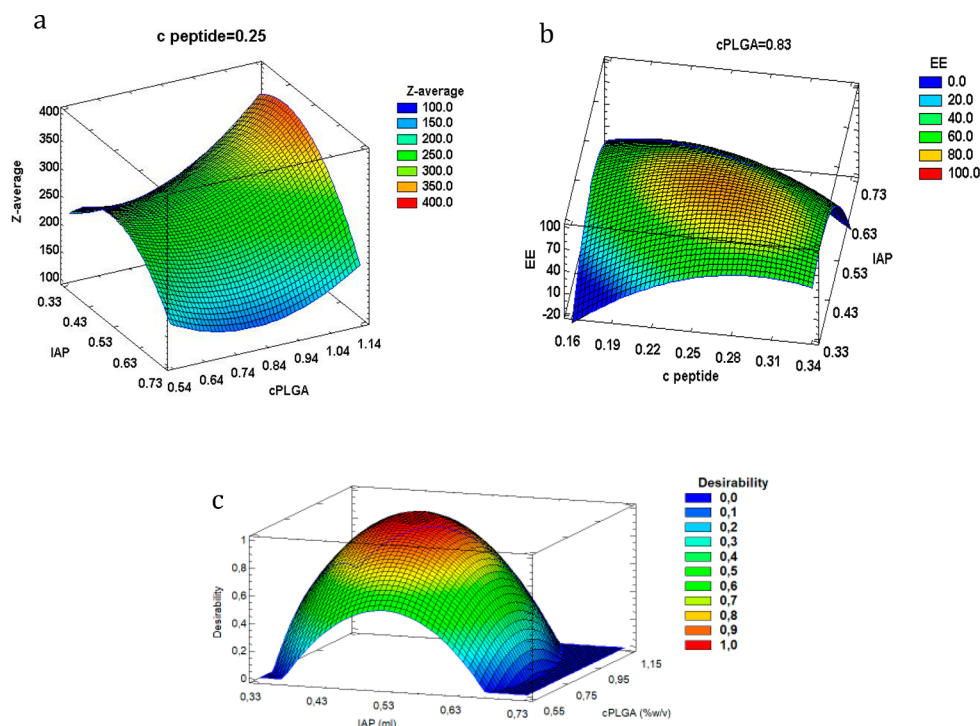 a
c peptide=0.25
Z-average
100.0
150.0
200.0
250.0
300.0
350.0
400.0
Z-average
400
350
300
250
200
150
100
0.33
0.43
0.53
0.63
0.73
IAP
0.54 0.64 0.74 0.84 0.94 1.04 1.14
cPLGA
b
cPLGA=0.83
EE
0.0
20.0
40.0
60.0
80.0
100.0
EE
100
70
40
10
-20
0.16 0.19 0.22 0.25 0.28 0.31 0.34
c peptide
0.73
0.63
0.53
0.43
0.33
IAP
c
Desirability
0,0
0,1
0,2
0,3
0,4
0,5
0,6
0,7
0,8
0,9
1,0
Desirability
1
0,8
0,6
0,4
0,2
0
0,33 0,43 0,53 0,63 0,73
IAP (ml)
0,55 0,75 0,95 1,15
cPLGA (%w/v)